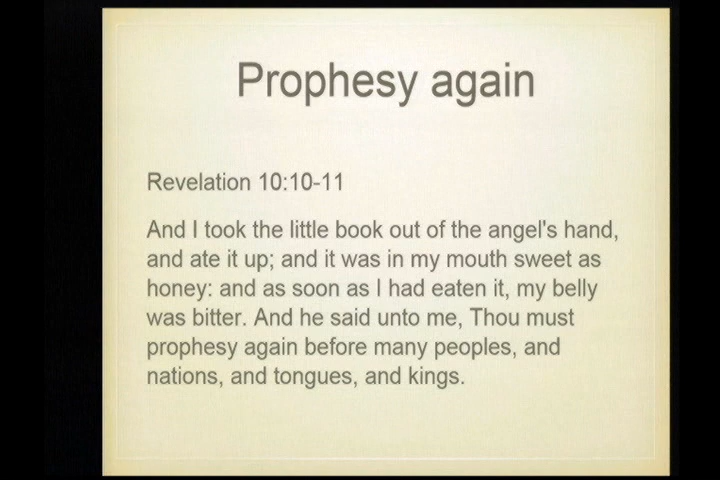 Prophesy again
Revelation 10:10-11
And I took the little book out of the angel's hand,
and ate it up; and it was in my mouth sweet as
honey: and as soon as I had eaten it, my belly
was bitter. And he said unto me, Thou must
prophesy again before many peoples, and
nations, and tongues, and kings.